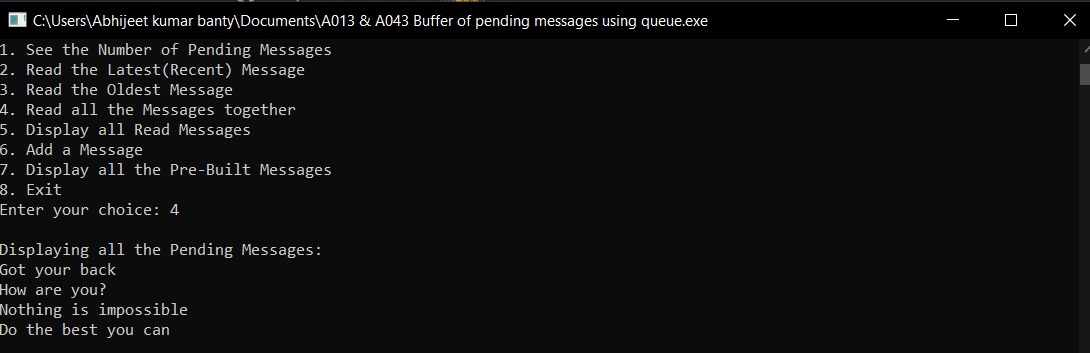 C:\Users\Abhijeet kumar banty\Documents\A013 & A043 Buffer of pending messages using queue.exe
1. See the Number of Pending Messages
2. Read the Latest(Recent) Message
3. Read the Oldest Message
4. Read all the Messages together
5. Display all Read Messages
6. Add a Message
7. Display all the Pre-Built Messages
8. Exit
Enter your choice: 4
Displaying all the Pending Messages:
Got your back
How are you?
Nothing is impossible
Do the best you can